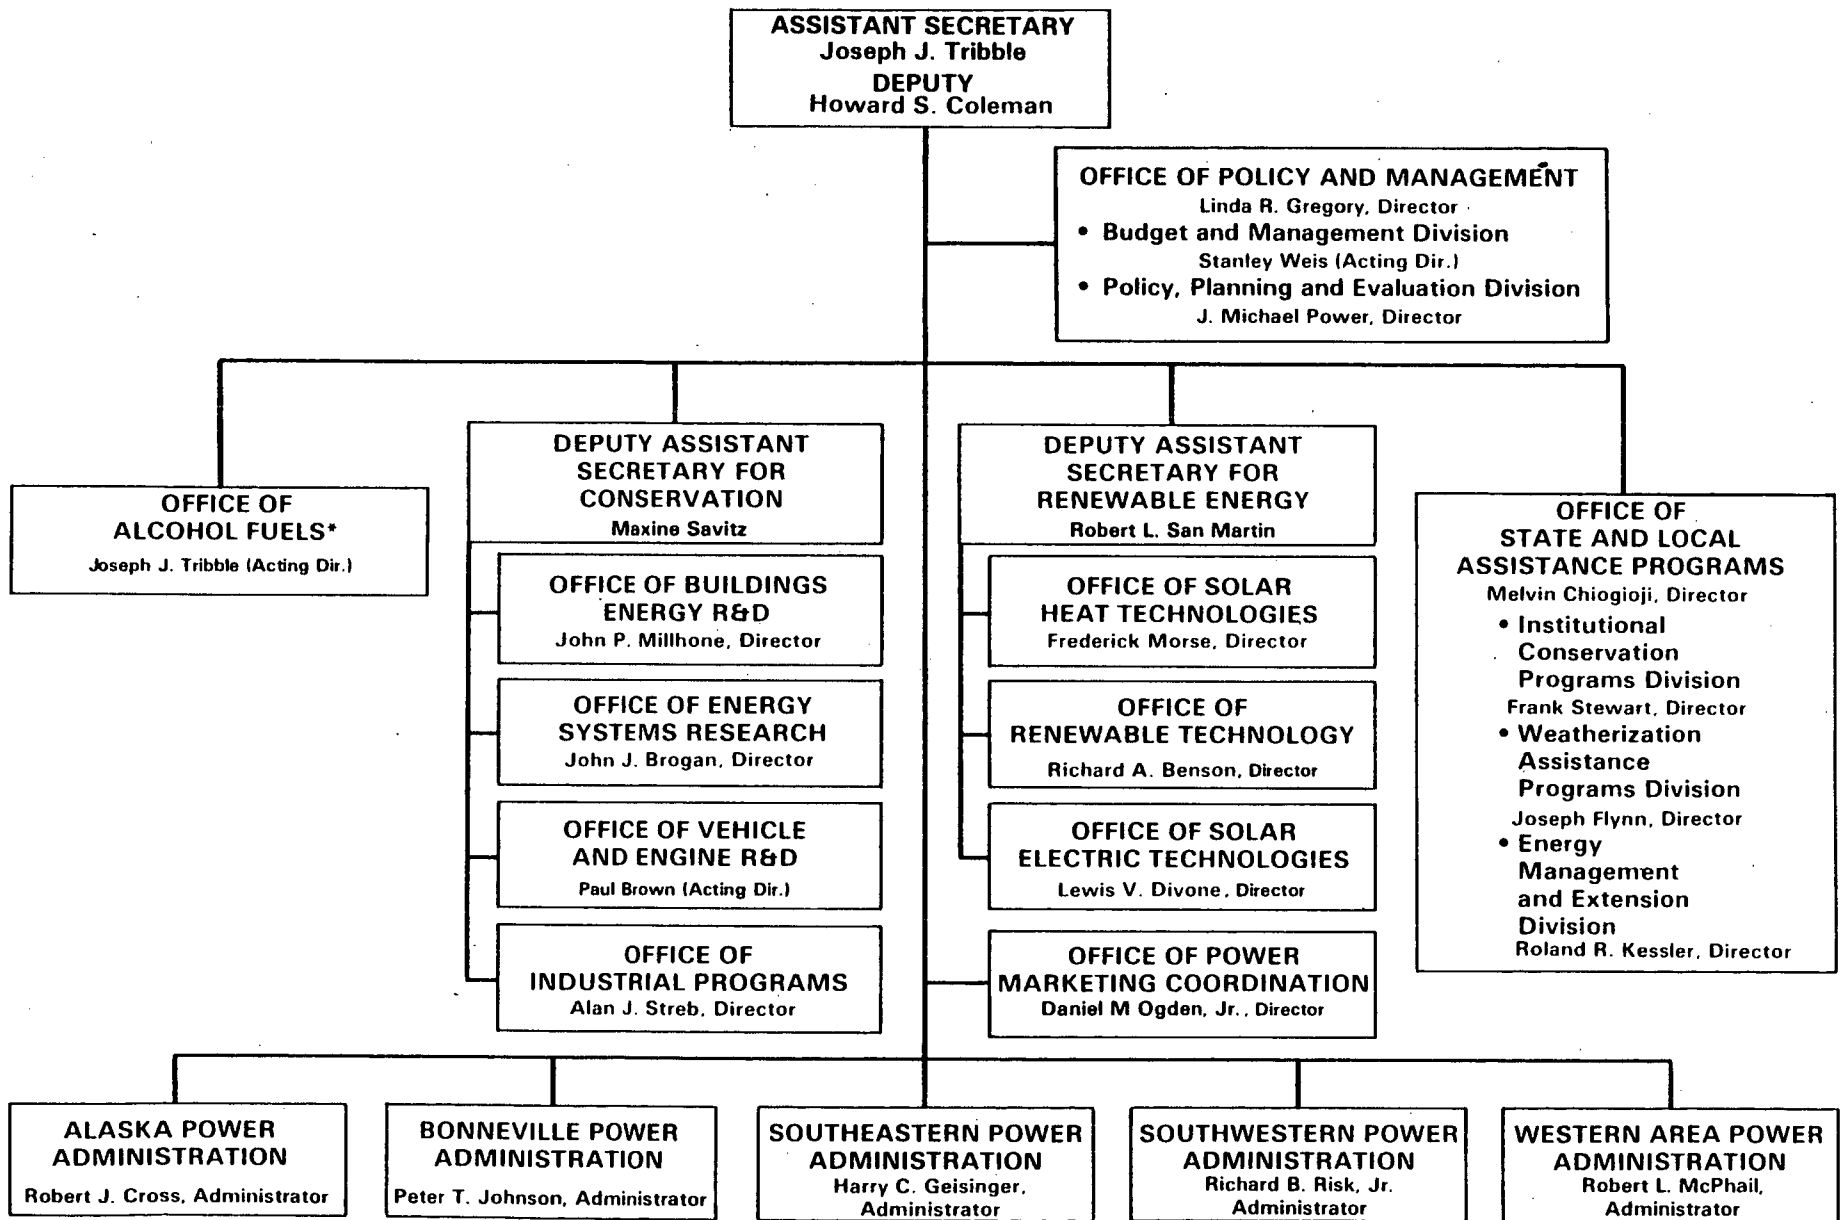 ASSISTANT SECRETARY
Joseph J. Tribble
DEPUTY
Howard S. Coleman
OFFICE OF POLICY AND MANAGEMENT
Linda R. Gregory, Director
• Budget and Management Division
Stanley Weis (Acting Dir.)
• Policy, Planning and Evaluation Division
J. Michael Power, Director
OFFICE OF
ALCOHOL FUELS*
Joseph J. Tribble (Acting Dir.)
DEPUTY ASSISTANT
SECRETARY FOR
CONSERVATION
Maxine Savitz
OFFICE OF BUILDINGS
ENERGY R&D
John P. Millhone, Director
OFFICE OF ENERGY
SYSTEMS RESEARCH
John J. Brogan, Director
OFFICE OF VEHICLE
AND ENGINE R&D
Paul Brown (Acting Dir.)
OFFICE OF
INDUSTRIAL PROGRAMS
Alan J. Streb, Director
DEPUTY ASSISTANT
SECRETARY FOR
RENEWABLE ENERGY
Robert L. San Martin
OFFICE OF SOLAR
HEAT TECHNOLOGIES
Frederick Morse, Director
OFFICE OF
RENEWABLE TECHNOLOGY
Richard A. Benson, Director
OFFICE OF SOLAR
ELECTRIC TECHNOLOGIES
Lewis V. Divone, Director
OFFICE OF POWER
MARKETING COORDINATION
Daniel M Ogden, Jr., Director
OFFICE OF
STATE AND LOCAL
ASSISTANCE PROGRAMS
Melvin Chiogioji, Director
• Institutional
Conservation
Programs Division
Frank Stewart, Director
• Weatherization
Assistance
Programs Division
Joseph Flynn, Director
• Energy
Management
and Extension
Division
Roland R. Kessler, Director
ALASKA POWER
ADMINISTRATION
Robert J. Cross, Administrator
BONNEVILLE POWER
ADMINISTRATION
Peter T. Johnson, Administrator
SOUTHEASTERN POWER
ADMINISTRATION
Harry C. Geisinger,
Administrator
SOUTHWESTERN POWER
ADMINISTRATION
Richard B. Risk, Jr.
Administrator
WESTERN AREA POWER
ADMINISTRATION
Robert L. McPhail,
Administrator